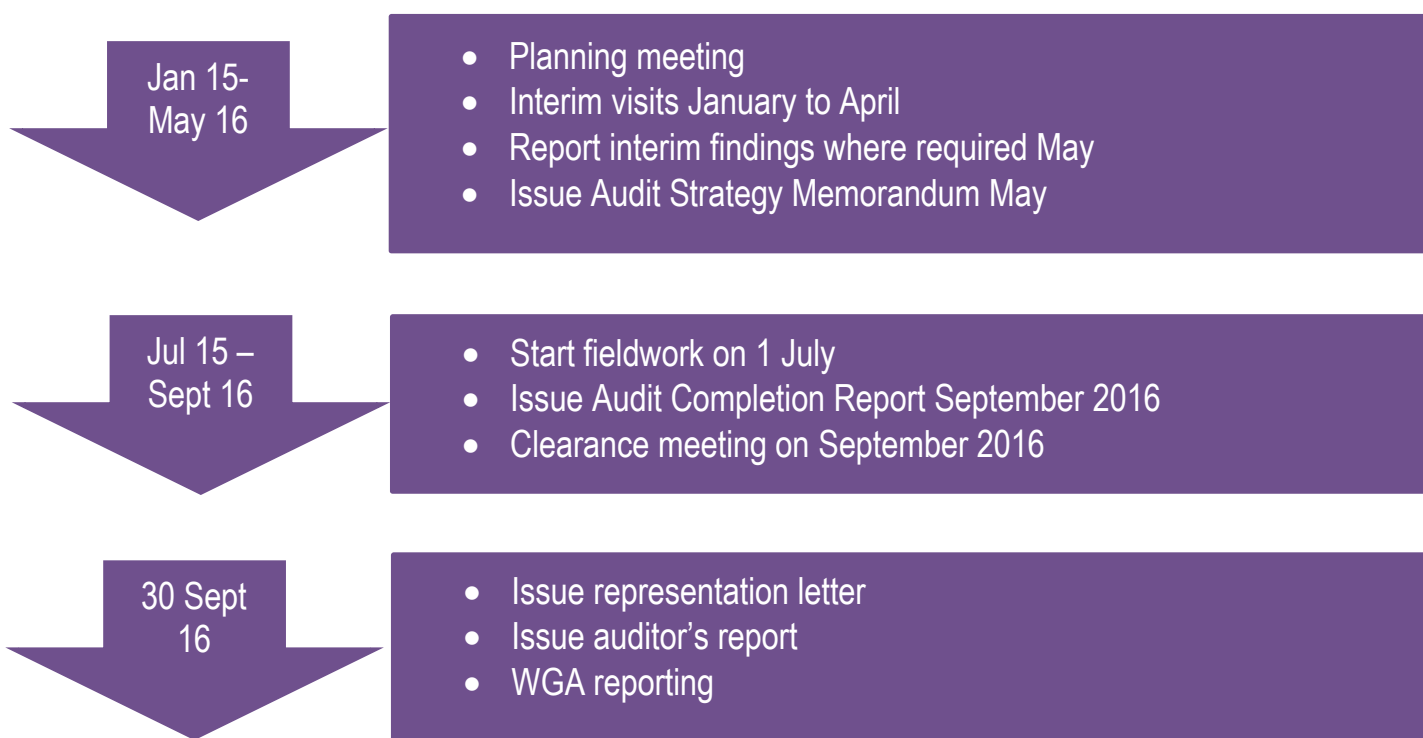 Jan 15-
May 16
• Planning meeting
• Interim visits January to April
• Report interim findings where required May
• Issue Audit Strategy Memorandum May
Jul 15 –
Sept 16
• Start fieldwork on 1 July
• Issue Audit Completion Report September 2016
• Clearance meeting on September 2016
30 Sept
16
• Issue representation letter
• Issue auditor’s report
• WGA reporting